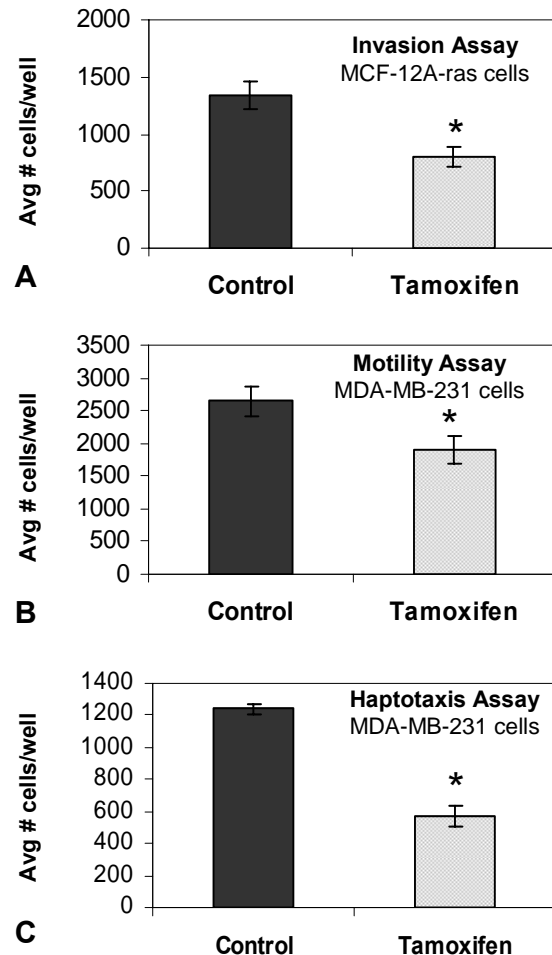 2000
1500
1000
500
0
Avg # cells/well
Invasion Assay
MCF-12A-ras cells
*
A
Control Tamoxifen
3500
3000
2500
2000
1500
1000
500
0
Avg # cells/well
Motility Assay
MDA-MB-231 cells
*
B
Control Tamoxifen
1400
1200
1000
800
600
400
200
0
Avg # cells/well
Haptotaxis Assay
MDA-MB-231 cells
*
C
Control Tamoxifen